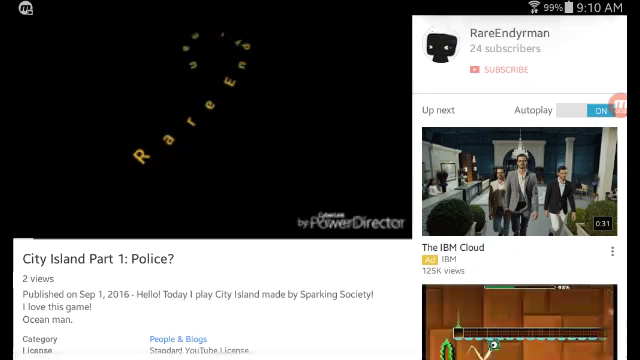 99% 9:10 AM
RareEnd
by PowerDirector
CyberLink
RareEndyrman
24 subscribers
SUBSCRIBE
Up next Autoplay ON
0:31
The IBM Cloud
Ad IBM
125K views
City Island Part 1: Police?
2 views
Published on Sep 1, 2016 · Hello! Today I play City Island made by Sparking Society!
I love this game!
Ocean man.
Category People & Blogs
License Standard YouTube License